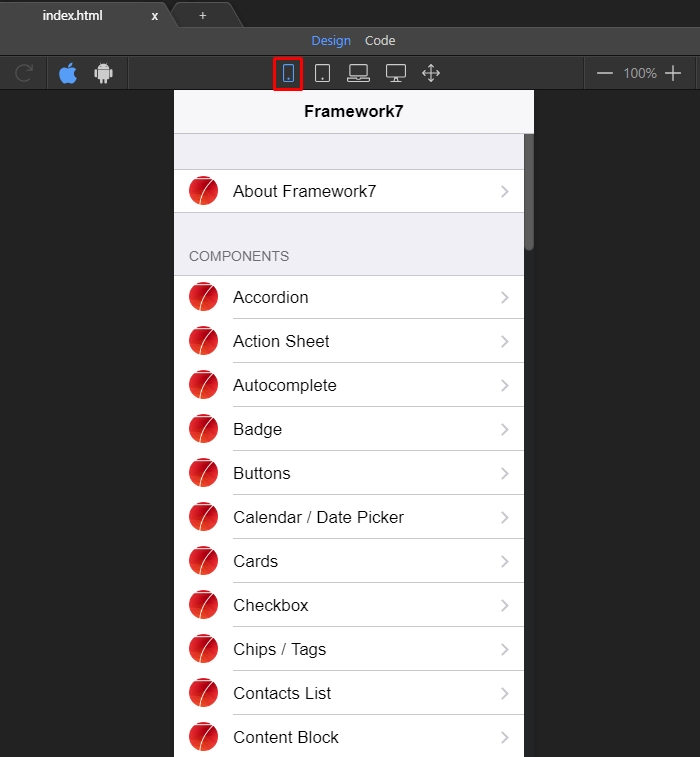 index.html x +
Design Code
100%
Framework7
About Framework7
COMPONENTS
Accordion
Action Sheet
Autocomplete
Badge
Buttons
Calendar / Date Picker
Cards
Checkbox
Chips / Tags
Contacts List
Content Block